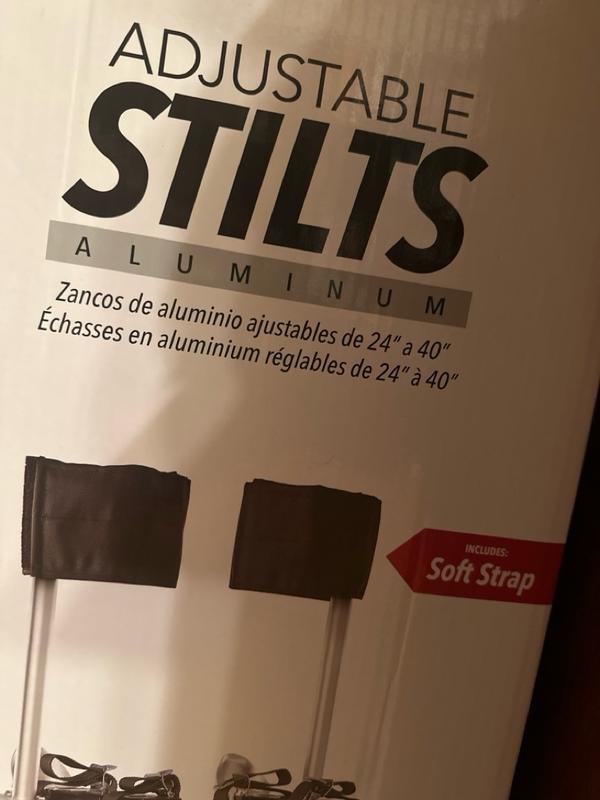 ADJUSTABLE
STILTS
ALUMINUM
Zancos de aluminio ajustables de 24" a 40"
Échasses en aluminium réglables de 24" à 40"
INCLUDES:
Soft Strap